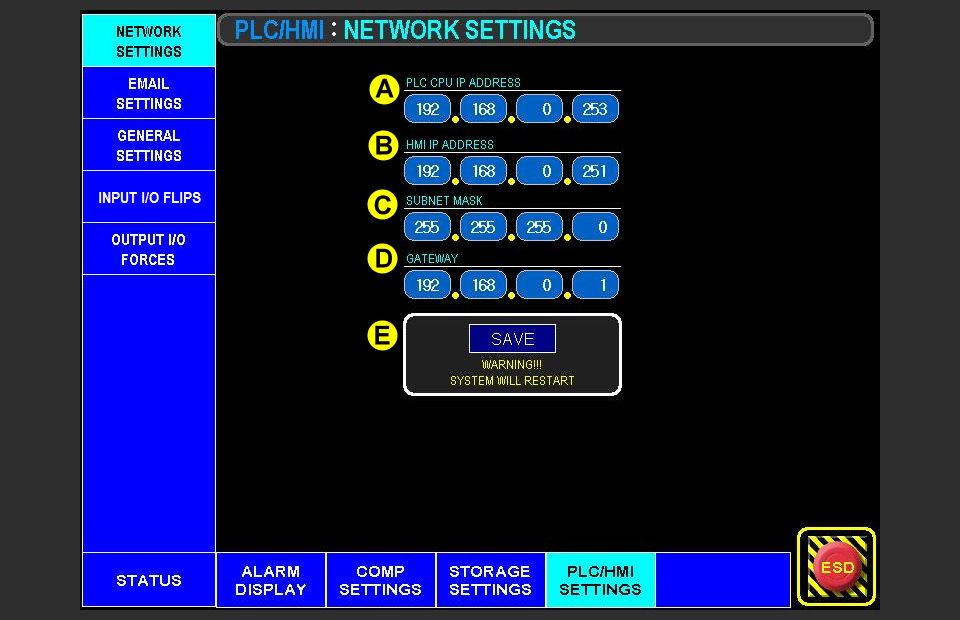 NETWORK
SETTINGS
PLC/HMI : NETWORK SETTINGS
EMAIL
SETTINGS
GENERAL
SETTINGS
INPUT I/O FLIPS
OUTPUT I/O
FORCES
A PLC CPU IP ADDRESS
192 . 168 . 0 . 253
B HMI IP ADDRESS
192 . 168 . 0 . 251
C SUBNET MASK
255 . 255 . 255 . 0
D GATEWAY
192 . 168 . 0 . 1
E SAVE
WARNING!!!
SYSTEM WILL RESTART
STATUS
ALARM
DISPLAY
COMP
SETTINGS
STORAGE
SETTINGS
PLC/HMI
SETTINGS
ESD